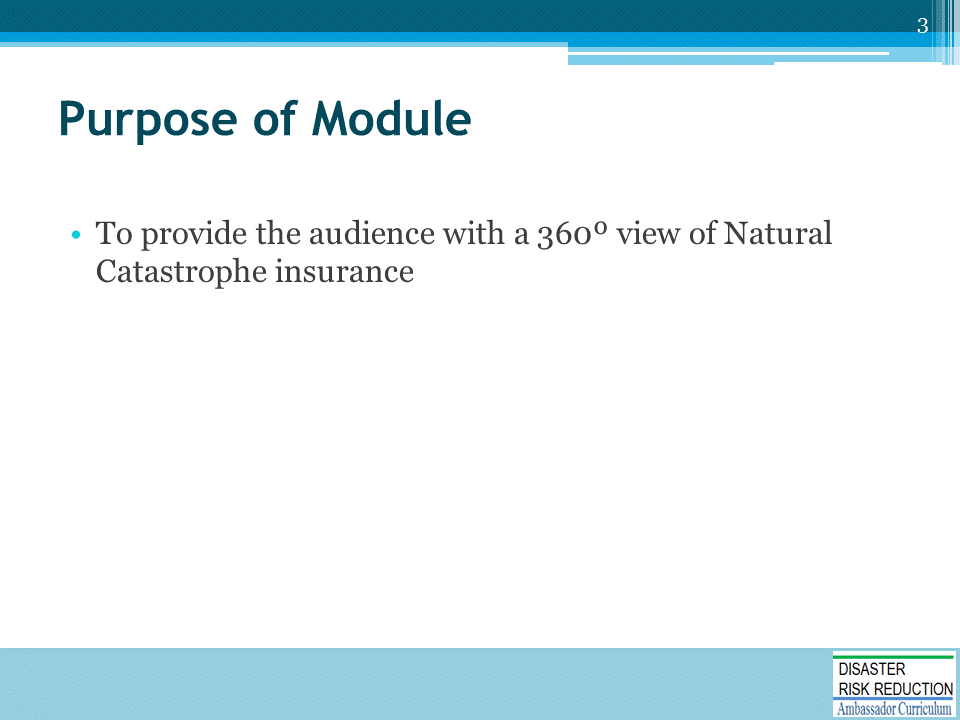 3
Purpose of Module
• To provide the audience with a 360º view of Natural
Catastrophe insurance
DISASTER
RISK REDUCTION
Ambassador Curriculum